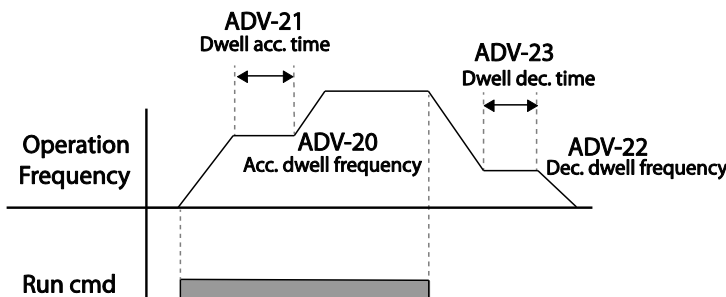 ADV-21
Dwell acc. time
ADV-23
Dwell dec. time
Operation
Frequency
ADV-20
Acc. dwell frequency
ADV-22
Dec. dwell frequency
Run cmd